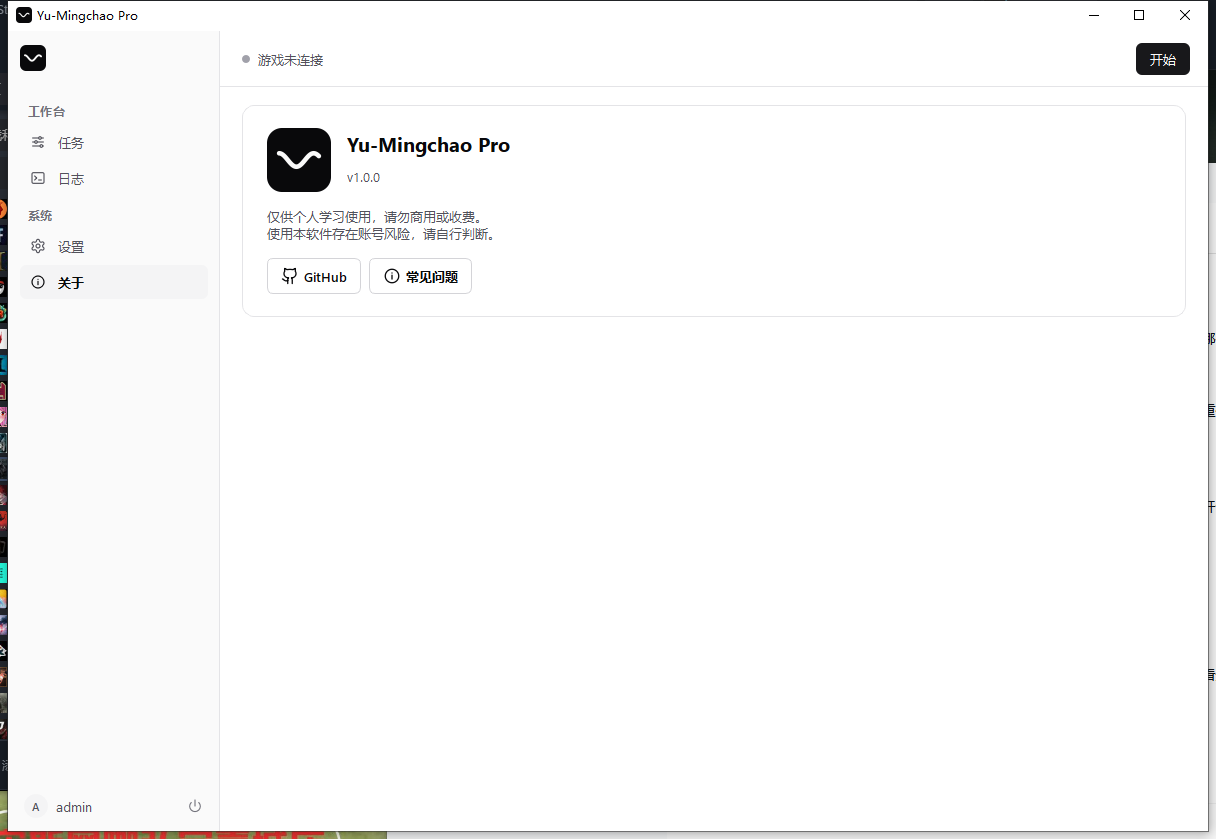 Yu-Mingchao Pro
游戏未连接
开始
工作台
任务
日志
系统
设置
关于
Yu-Mingchao Pro
v1.0.0
仅供个人学习使用，请勿商用或收费。
使用本软件存在账号风险，请自行判断。
GitHub
常见问题
A
admin